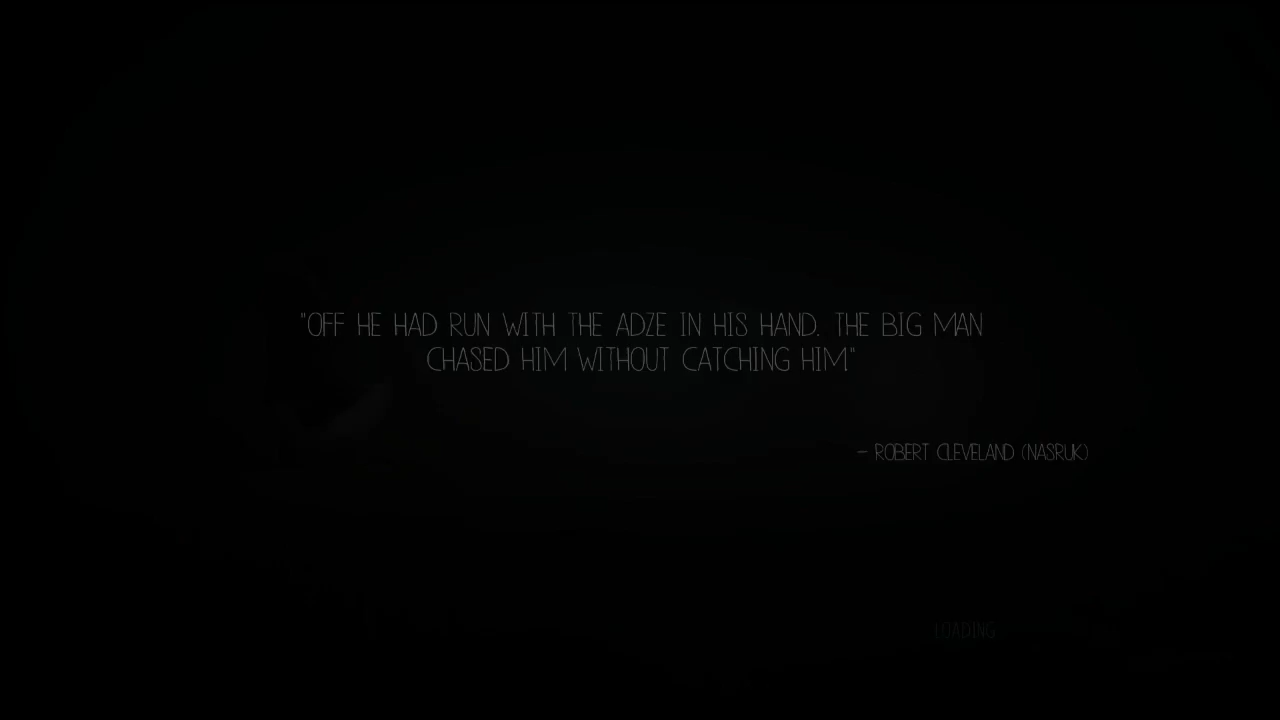 "OFF HE HAD RUN WITH THE ADZE IN HIS HAND. THE BIG MAN
CHASED HIM WITHOUT CATCHING HIM."
– ROBERT CLEVELAND (NASRUK)
LOADING